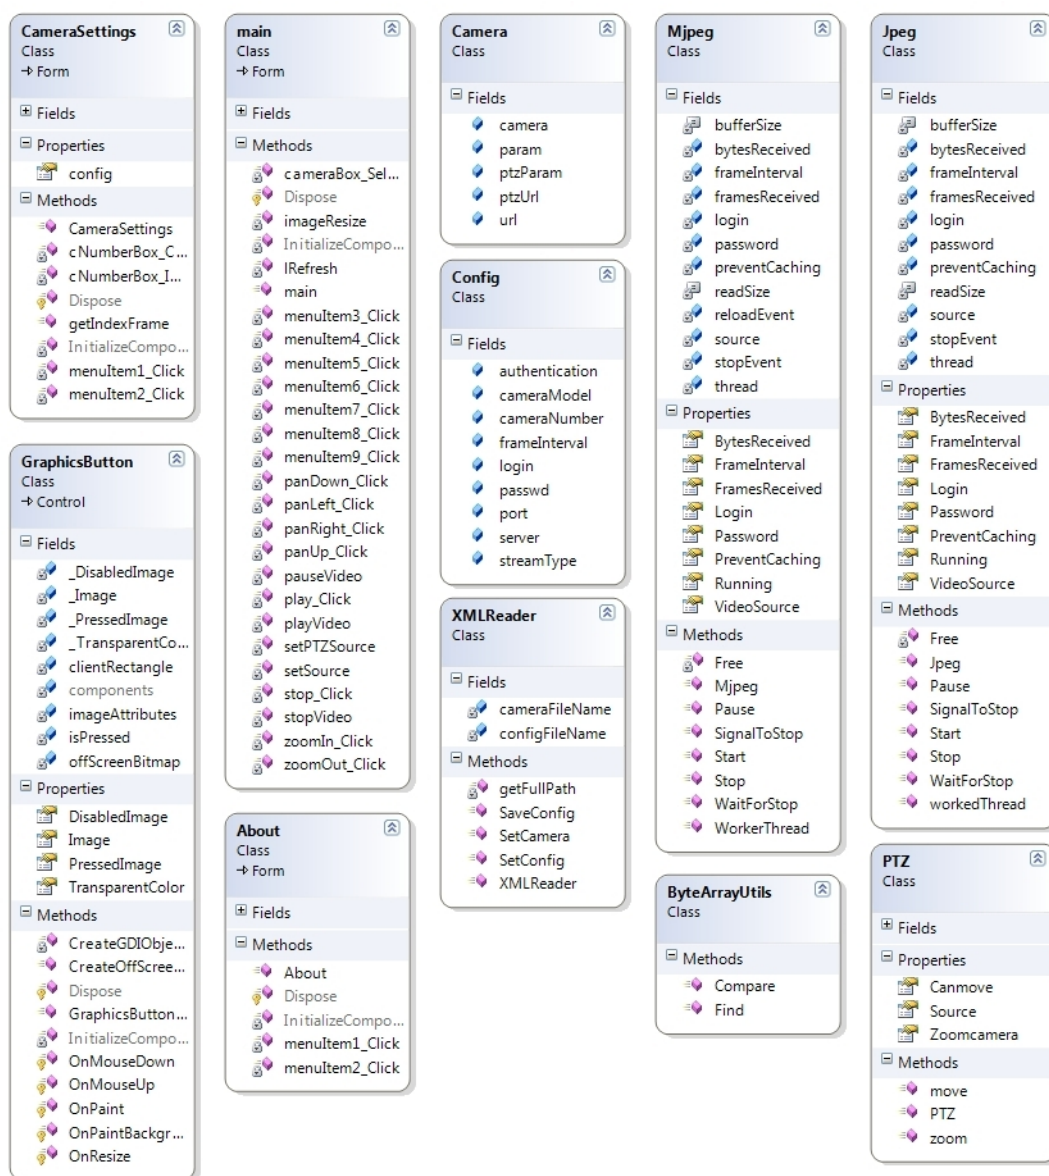 CameraSettings
Class
Form
Fields
Properties
config
Methods
CameraSettings
cNumberBox_C...
cNumberBox_I...
Dispose
getIndexFrame
InitializeCompo...
menuItem1_Click
menuItem2_Click
GraphicsButton
Class
Control
Fields
_DisabledImage
_Image
_PressedImage
_TransparentCo...
clientRectangle
components
imageAttributes
isPressed
offScreenBitmap
Properties
DisabledImage
Image
PressedImage
TransparentColor
Methods
CreateGDIObje...
CreateOffScree...
Dispose
GraphicsButton...
InitializeCompo...
OnMouseDown
OnMouseUp
OnPaint
OnPaintBackgr...
OnResize
main
Class
Form
Fields
Methods
cameraBox_Sel...
Dispose
imageResize
InitializeCompo...
IRefresh
main
menuItem3_Click
menuItem4_Click
menuItem5_Click
menuItem6_Click
menuItem7_Click
menuItem8_Click
menuItem9_Click
panDown_Click
panLeft_Click
panRight_Click
panUp_Click
pauseVideo
play_Click
playVideo
setPTZSource
setSource
stop_Click
stopVideo
zoomIn_Click
zoomOut_Click
About
Class
Form
Fields
Methods
About
Dispose
InitializeCompo...
menuItem1_Click
menuItem2_Click
Camera
Class
Fields
camera
param
ptzParam
ptzUrl
url
Config
Class
Fields
authentication
cameraModel
cameraNumber
frameInterval
login
passwd
port
server
streamType
XMLReader
Class
Fields
cameraFileName
configFileName
Methods
getFullPath
SaveConfig
SetCamera
SetConfig
XMLReader
Mjpeg
Class
Fields
bufferSize
bytesReceived
frameInterval
framesReceived
login
password
preventCaching
readSize
reloadEvent
source
stopEvent
thread
Properties
BytesReceived
FrameInterval
FramesReceived
Login
Password
PreventCaching
Running
VideoSource
Methods
Free
Mjpeg
Pause
SignalToStop
Start
Stop
WaitForStop
WorkerThread
ByteArrayUtils
Class
Methods
Compare
Find
Jpeg
Class
Fields
bufferSize
bytesReceived
frameInterval
framesReceived
login
password
preventCaching
readSize
source
stopEvent
thread
Properties
BytesReceived
FrameInterval
FramesReceived
Login
Password
PreventCaching
Running
VideoSource
Methods
Free
Jpeg
Pause
SignalToStop
Start
Stop
WaitForStop
workedThread
PTZ
Class
Fields
Properties
Canmove
Source
Zoomcamera
Methods
move
PTZ
zoom